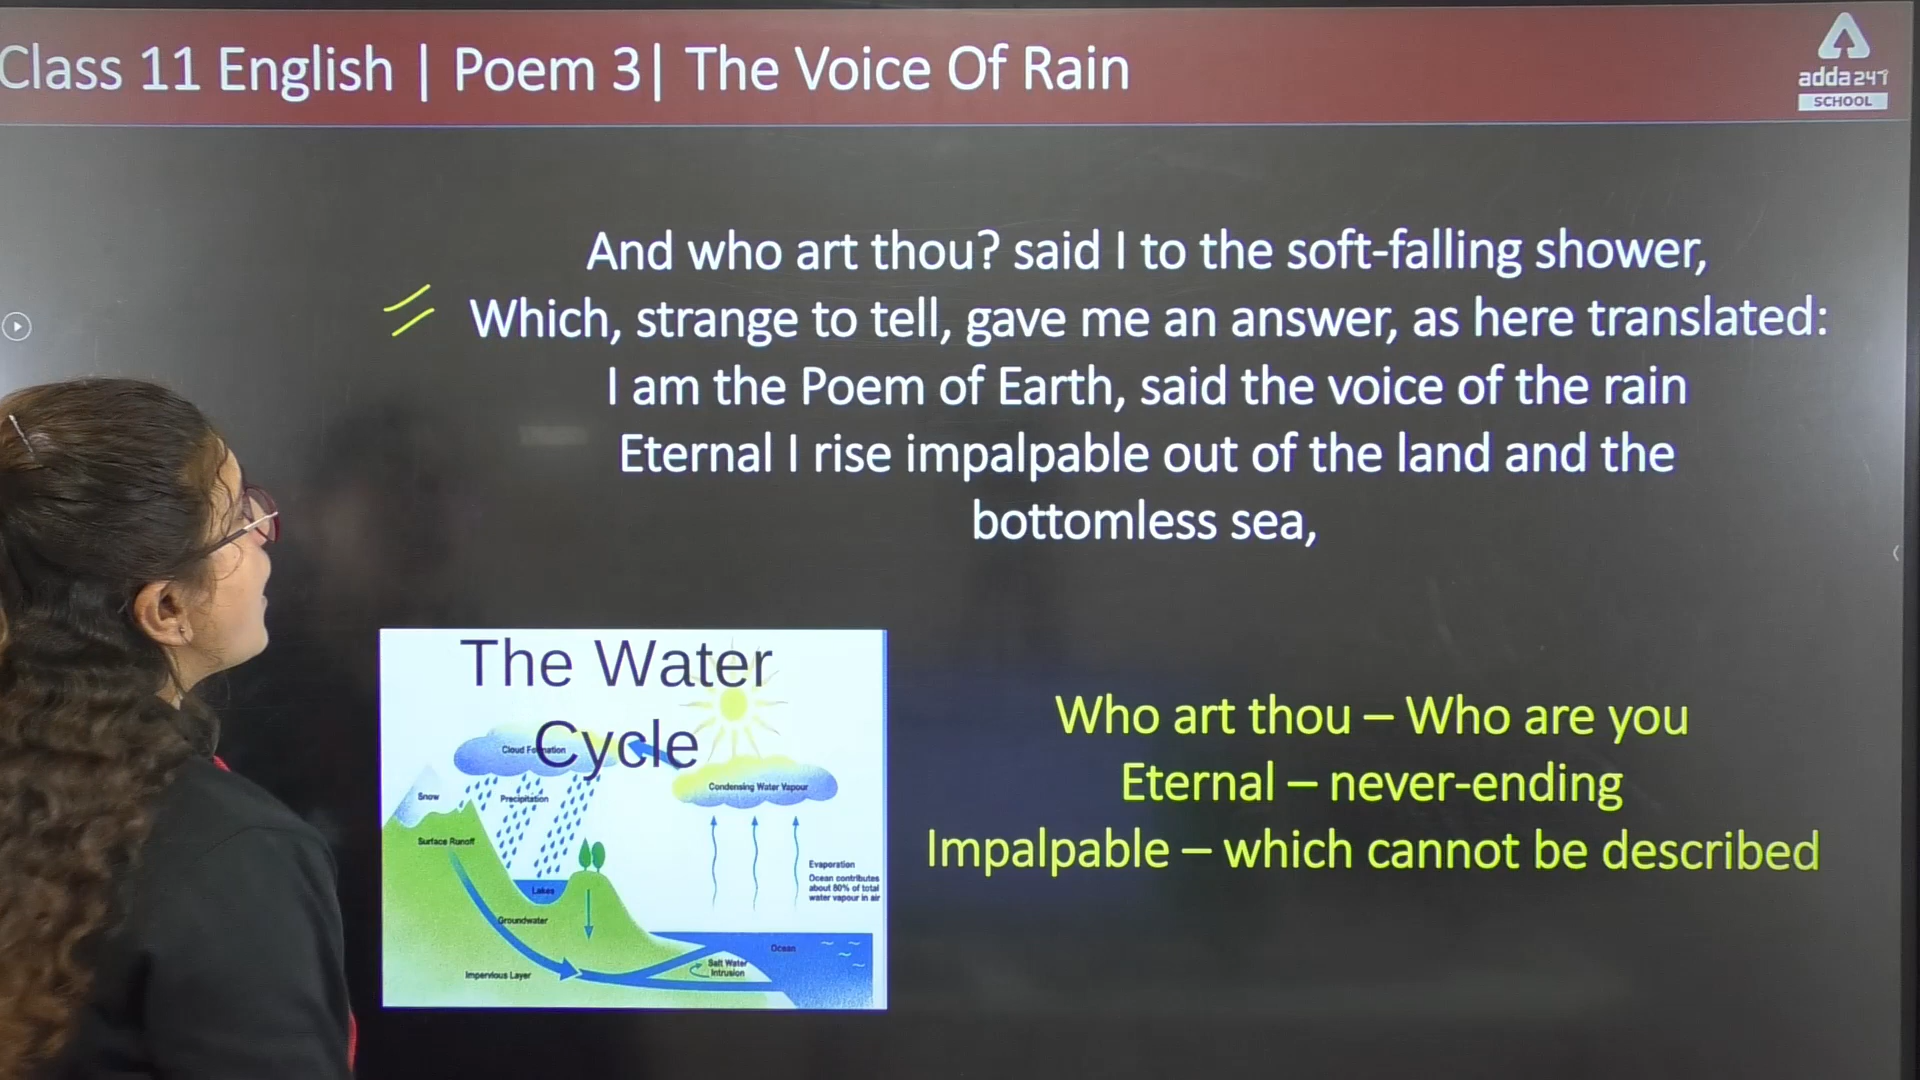 Class 11 English | Poem 3| The Voice Of Rain
adda247
SCHOOL
And who art thou? said I to the soft-falling shower,
Which, strange to tell, gave me an answer, as here translated:
I am the Poem of Earth, said the voice of the rain
Eternal I rise impalpable out of the land and the
bottomless sea,
The Water
Cycle
Cloud Formation
Condensing Water Vapour
Snow
Precipitation
Surface Runoff
Evaporation
Ocean contributes
about 80% of total
water vapour in air
Lakes
Groundwater
Ocean
Salt Water
Intrusion
Impervious Layer
Who art thou – Who are you
Eternal – never-ending
Impalpable – which cannot be described